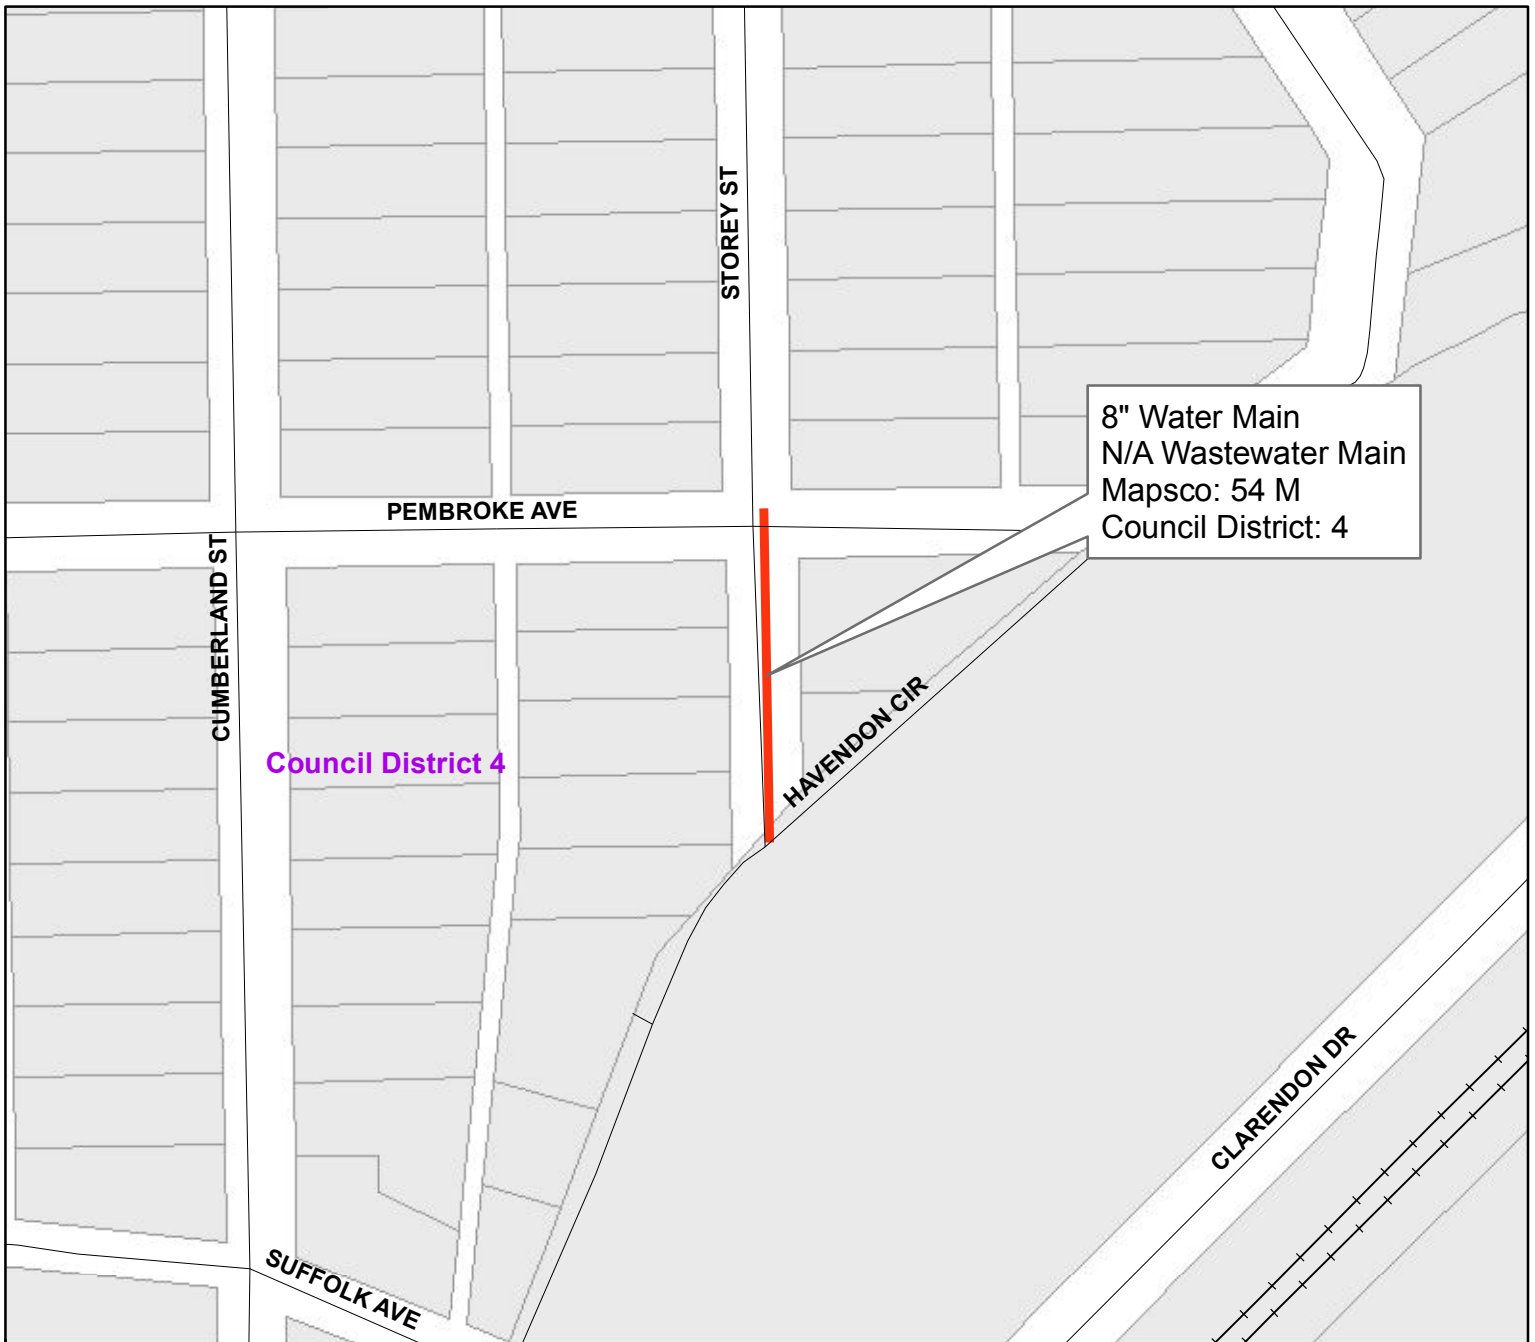 STOREY ST
8" Water Main
N/A Wastewater Main
Mapsco: 54 M
Council District: 4
PEMBROKE AVE
CUMBERLAND ST
HAVENDON CIR
Council District 4
CLARENDON DR
SUFFOLK AVE